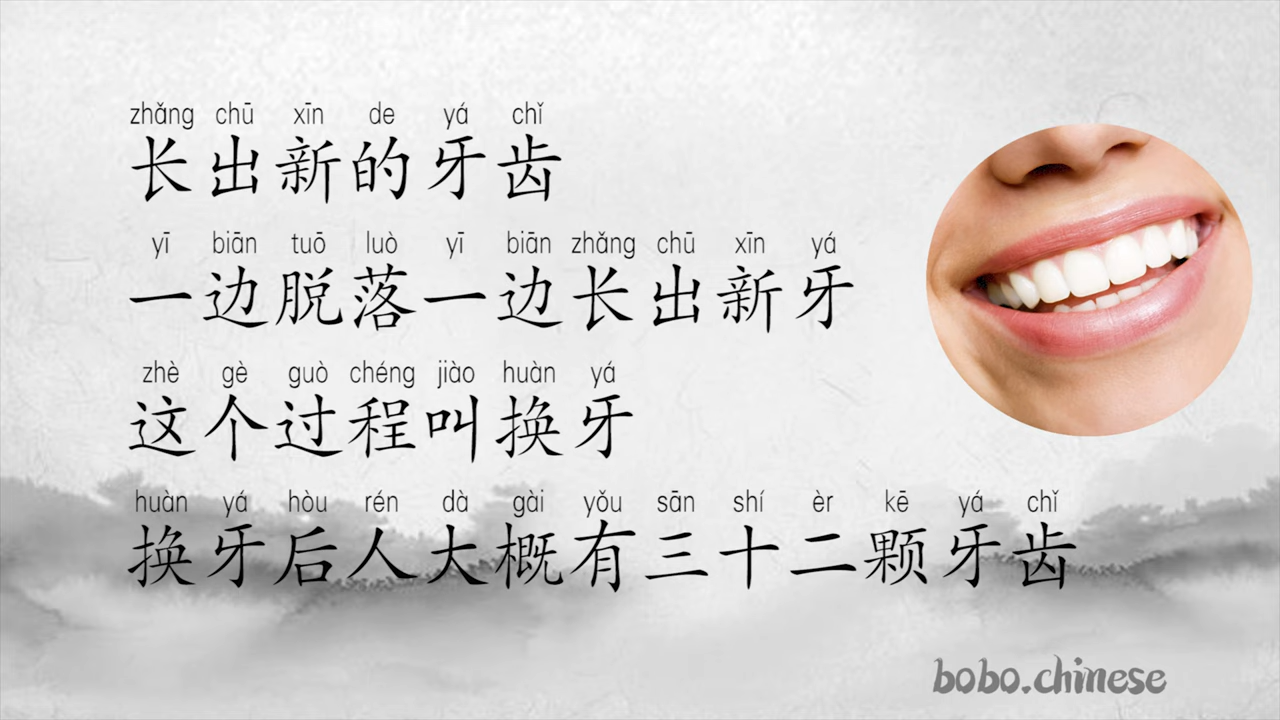 zhǎng chū xīn de yá chǐ
长出新的牙齿
yī biān tuō luò yī biān zhǎng chū xīn yá
一边脱落一边长出新牙
zhè gè guò chéng jiào huàn yá
这个过程叫换牙
huàn yá hòu rén dà gài yǒu sān shí èr kē yá chǐ
换牙后人大概有三十二颗牙齿
bobo.chinese